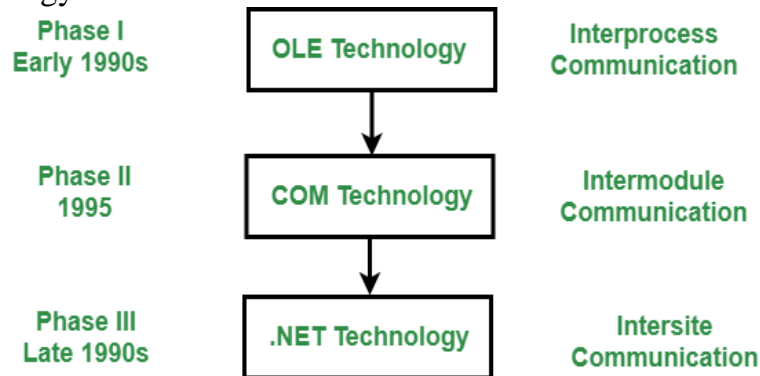 Phase I
Early 1990s
OLE Technology
Interprocess
Communication
Phase II
1995
COM Technology
Intermodule
Communication
Phase III
Late 1990s
.NET Technology
Intersite
Communication